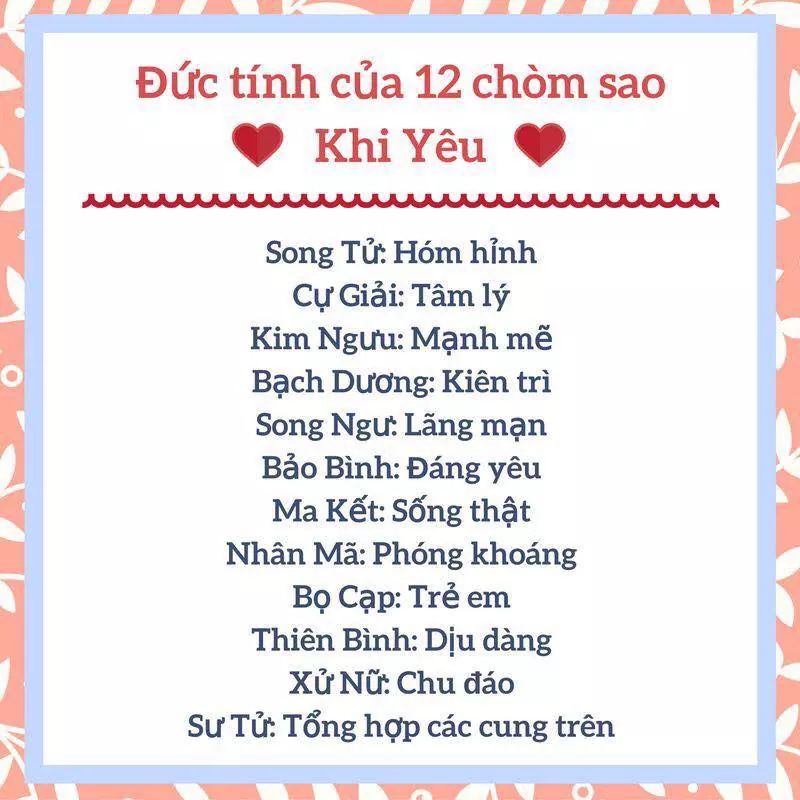 Đức tính của 12 chòm sao
Khi Yêu
Song Tử: Hóm hỉnh
Cự Giải: Tâm lý
Kim Ngưu: Mạnh mẽ
Bạch Dương: Kiên trì
Song Ngư: Lãng mạn
Bảo Bình: Đáng yêu
Ma Kết: Sống thật
Nhân Mã: Phóng khoáng
Bọ Cạp: Trẻ em
Thiên Bình: Dịu dàng
Xử Nữ: Chu đáo
Sư Tử: Tổng hợp các cung trên